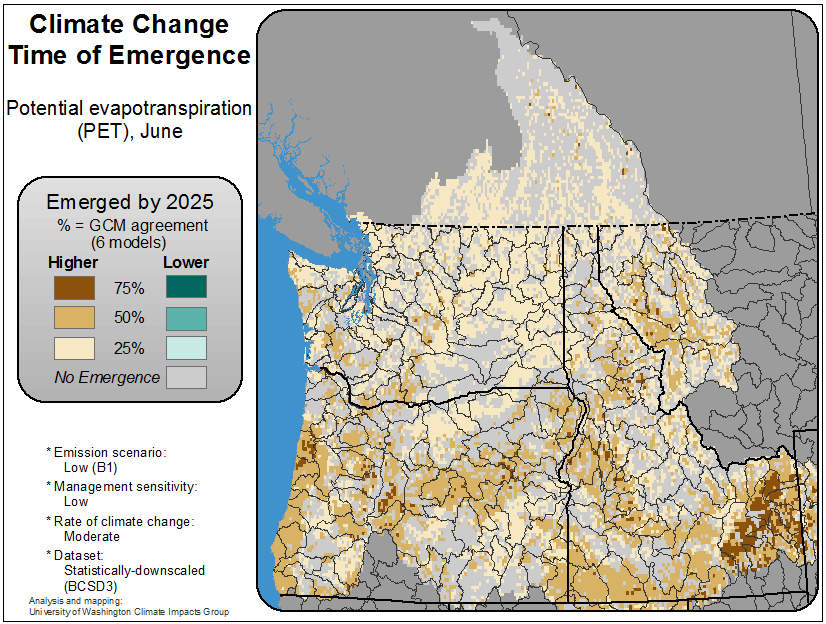 Climate Change
Time of Emergence
Potential evapotranspiration
(PET), June
Emerged by 2025
% = GCM agreement
(6 models)
Higher Lower
75%
50%
25%
No Emergence
* Emission scenario:
Low (B1)
* Management sensitivity:
Low
* Rate of climate change:
Moderate
* Dataset:
Statistically-downscaled
(BCSD3)
Analysis and mapping:
University of Washington Climate Impacts Group